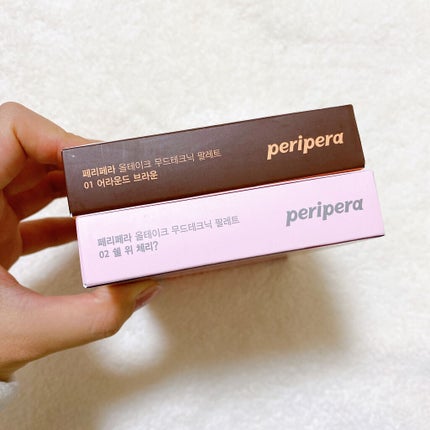 페리페라 올테이크 무드테크닉 팔레트
01 어라운드 브라운
peripera
페리페라 올테이크 무드테크닉 팔레트
02 쉘 위 체리?
peripera